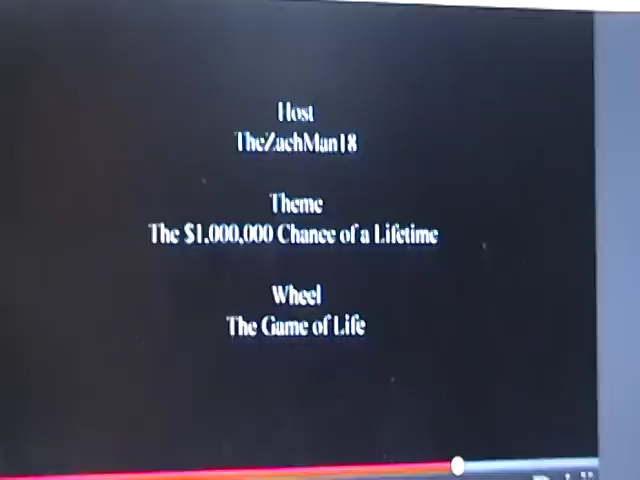 Host
TheZachMan18
Theme
The $1,000,000 Chance of a Lifetime
Wheel
The Game of Life